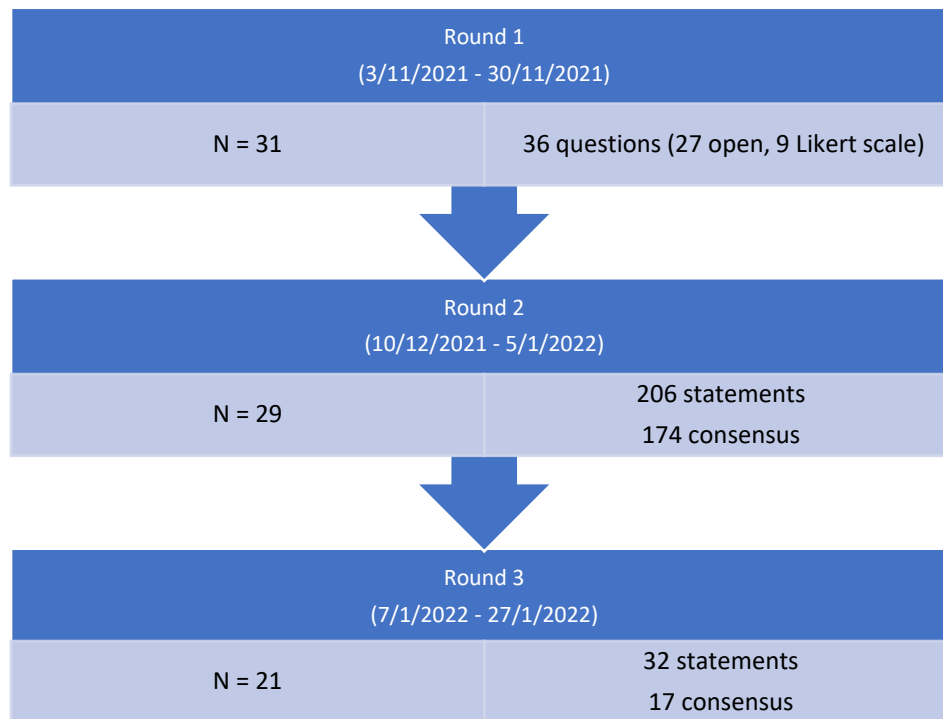 Round 1
(3/11/2021 - 30/11/2021)
N = 31
36 questions (27 open, 9 Likert scale)
Round 2
(10/12/2021 - 5/1/2022)
N = 29
206 statements
174 consensus
Round 3
(7/1/2022 - 27/1/2022)
N = 21
32 statements
17 consensus